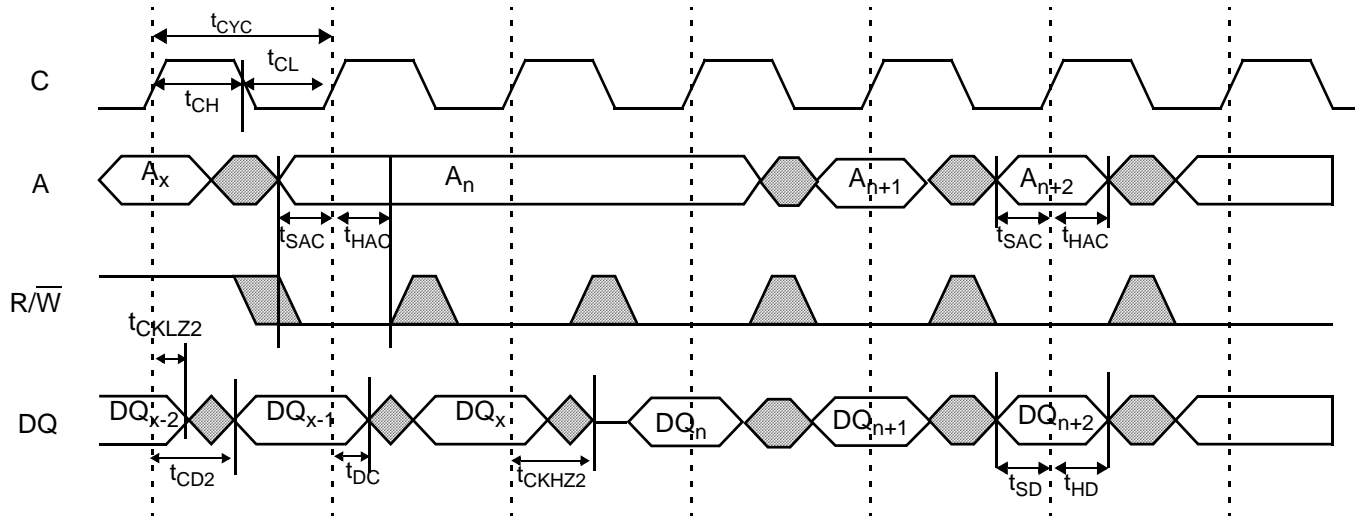 tCYC
C
tCH tCL
A
Ax An An+1 An+2
tSAC tHAC tSAC tHAC
R/W̅
tCKLZ2
DQ
DQx-2 DQx-1 DQx DQn DQn+1 DQn+2
tCD2 tDC tCKHZ2 tSD tHD